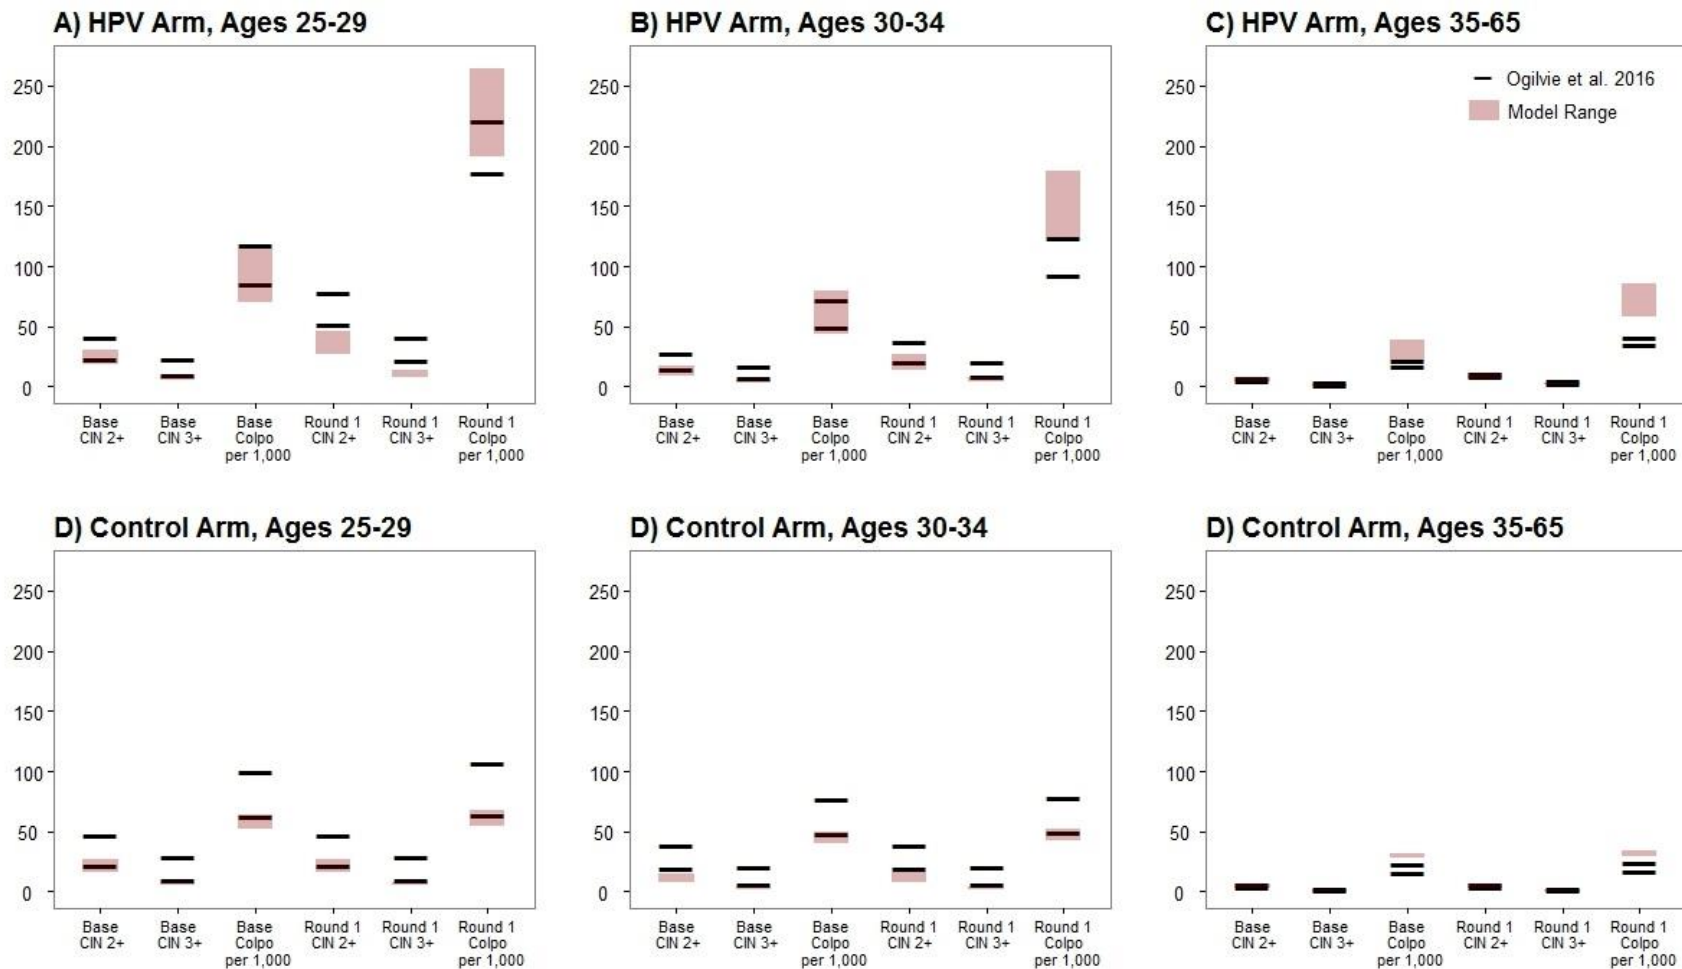 A) HPV Arm, Ages 25-29
250
200
150
100
50
0
Base
CIN 2+
Base
CIN 3+
Base
Colpo
per 1,000
Round 1
CIN 2+
Round 1
CIN 3+
Round 1
Colpo
per 1,000
B) HPV Arm, Ages 30-34
250
200
150
100
50
0
Base
CIN 2+
Base
CIN 3+
Base
Colpo
per 1,000
Round 1
CIN 2+
Round 1
CIN 3+
Round 1
Colpo
per 1,000
C) HPV Arm, Ages 35-65
Ogilvie et al. 2016
Model Range
250
200
150
100
50
0
Base
CIN 2+
Base
CIN 3+
Base
Colpo
per 1,000
Round 1
CIN 2+
Round 1
CIN 3+
Round 1
Colpo
per 1,000
D) Control Arm, Ages 25-29
250
200
150
100
50
0
Base
CIN 2+
Base
CIN 3+
Base
Colpo
per 1,000
Round 1
CIN 2+
Round 1
CIN 3+
Round 1
Colpo
per 1,000
D) Control Arm, Ages 30-34
250
200
150
100
50
0
Base
CIN 2+
Base
CIN 3+
Base
Colpo
per 1,000
Round 1
CIN 2+
Round 1
CIN 3+
Round 1
Colpo
per 1,000
D) Control Arm, Ages 35-65
250
200
150
100
50
0
Base
CIN 2+
Base
CIN 3+
Base
Colpo
per 1,000
Round 1
CIN 2+
Round 1
CIN 3+
Round 1
Colpo
per 1,000